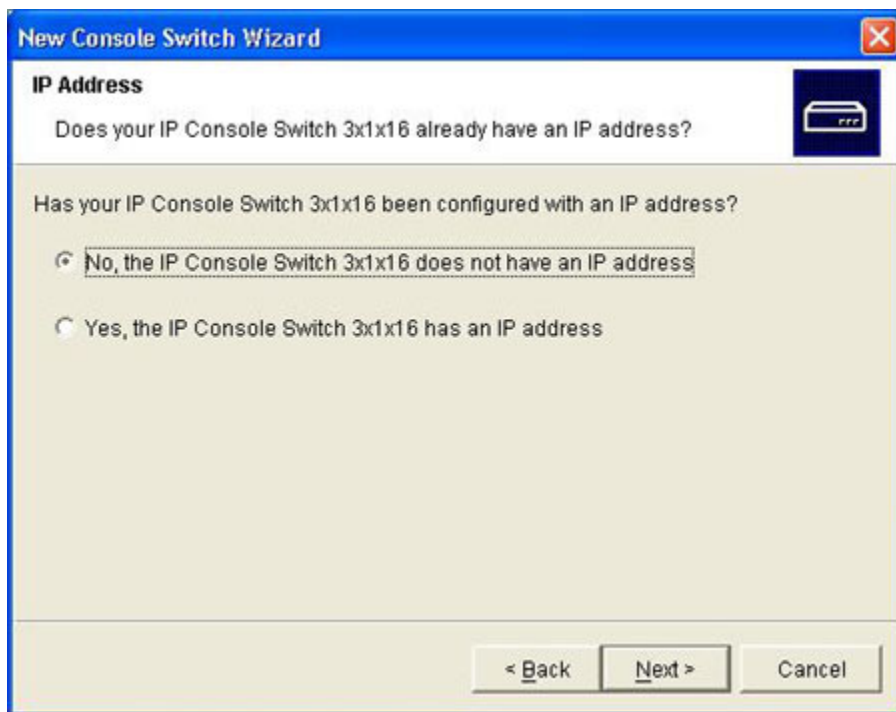 New Console Switch Wizard
IP Address
Does your IP Console Switch 3x1x16 already have an IP address?
Has your IP Console Switch 3x1x16 been configured with an IP address?
No, the IP Console Switch 3x1x16 does not have an IP address
Yes, the IP Console Switch 3x1x16 has an IP address
< Back Next > Cancel